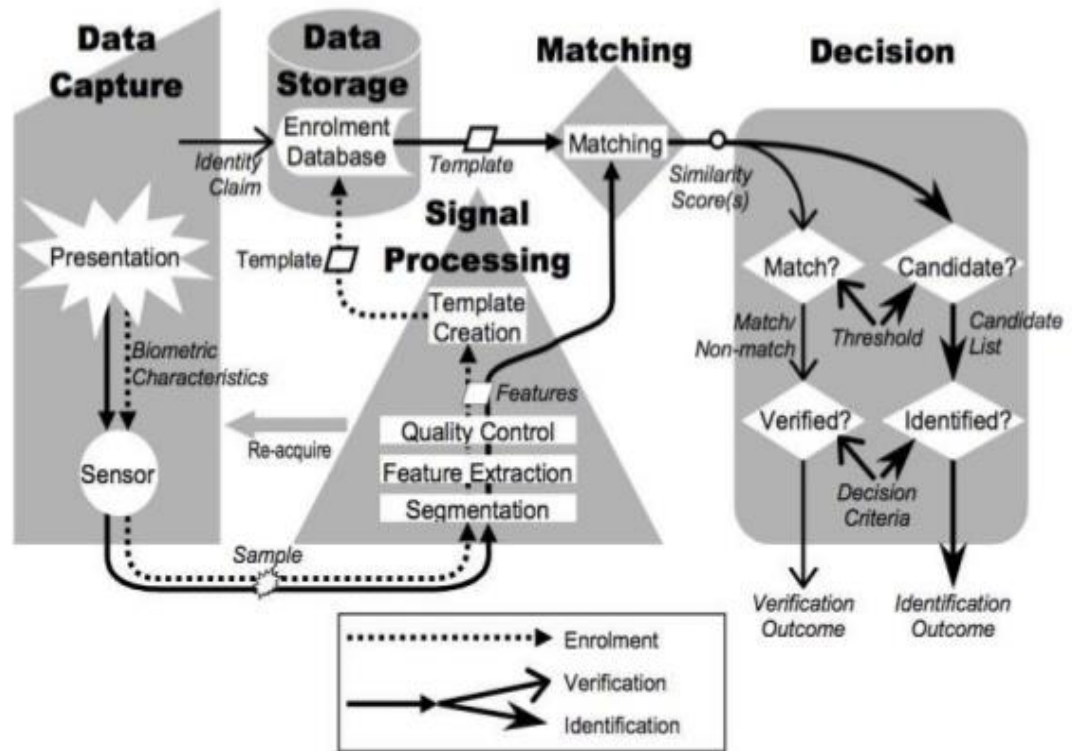 Data
Capture
Data
Storage
Matching
Decision
Identity
Claim
Enrolment
Database
Template
Matching
Similarity
Score(s)
Presentation
Biometric
Characteristics
Sensor
Sample
Re-acquire
Template
Signal
Processing
Template
Creation
Features
Quality Control
Feature Extraction
Segmentation
Match?
Candidate?
Match/
Non-match
Threshold
Candidate
List
Verified?
Identified?
Decision
Criteria
Verification
Outcome
Identification
Outcome
Enrolment
Verification
Identification